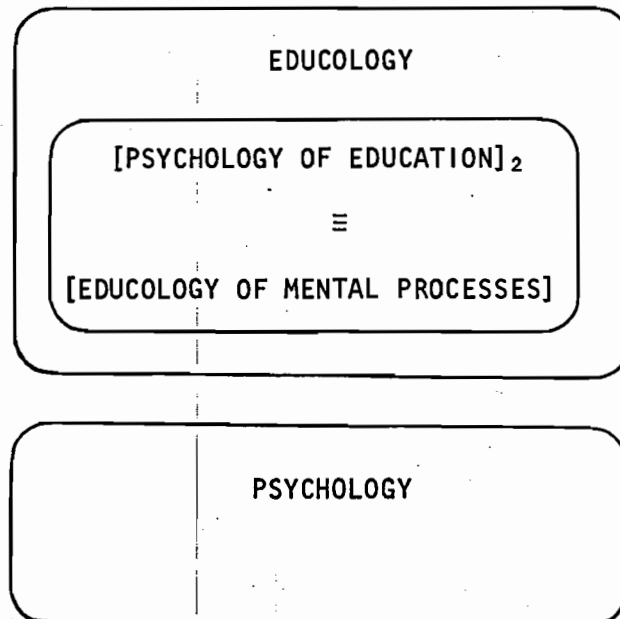 EDUCOLOGY
[PSYCHOLOGY OF EDUCATION]₂
≡
[EDUCOLOGY OF MENTAL PROCESSES]
PSYCHOLOGY